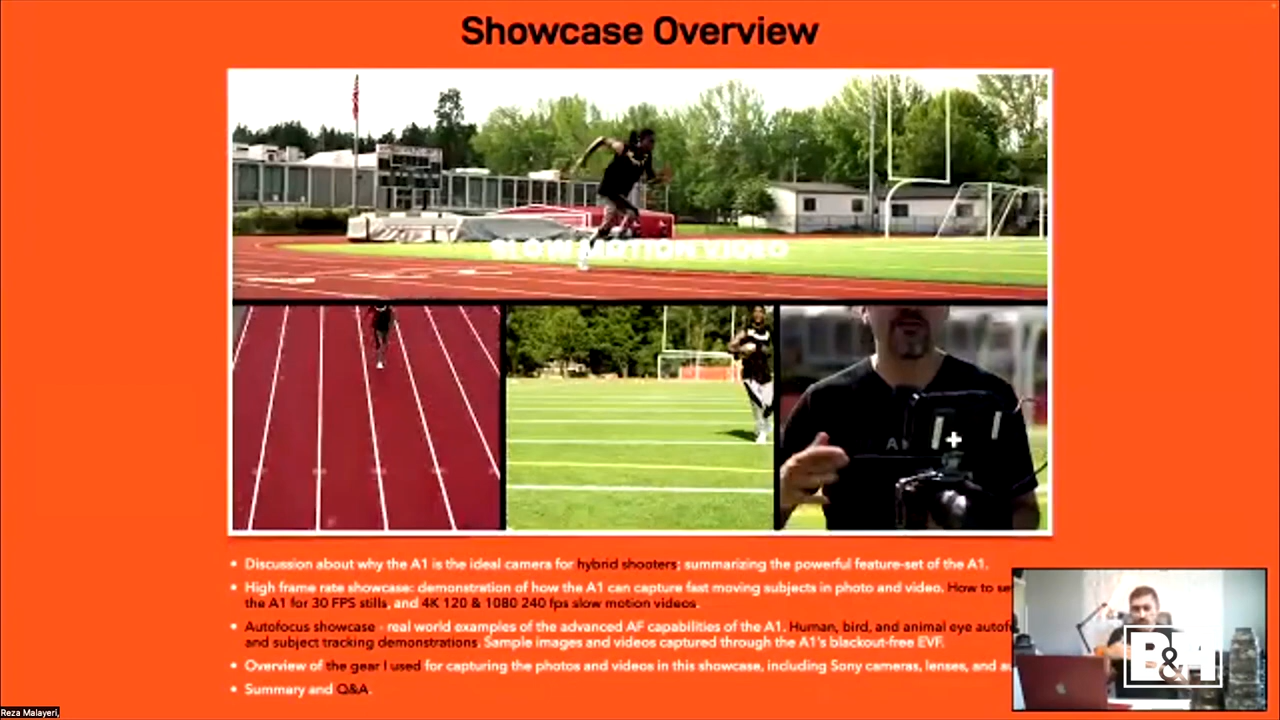 Showcase Overview
SLOW MOTION VIDEO
• Discussion about why the A1 is the ideal camera for hybrid shooters; summarizing the powerful feature-set of the A1.
• High frame rate showcase: demonstration of how the A1 can capture fast moving subjects in photo and video. How to se
the A1 for 30 FPS stills, and 4K 120 & 1080 240 fps slow motion videos.
• Autofocus showcase - real world examples of the advanced AF capabilities of the A1. Human, bird, and animal eye autof
and subject tracking demonstrations. Sample images and videos captured through the A1's blackout-free EVF.
• Overview of the gear I used for capturing the photos and videos in this showcase, including Sony cameras, lenses, and
• Summary and Q&A.
B&H
Reza Malayeri,